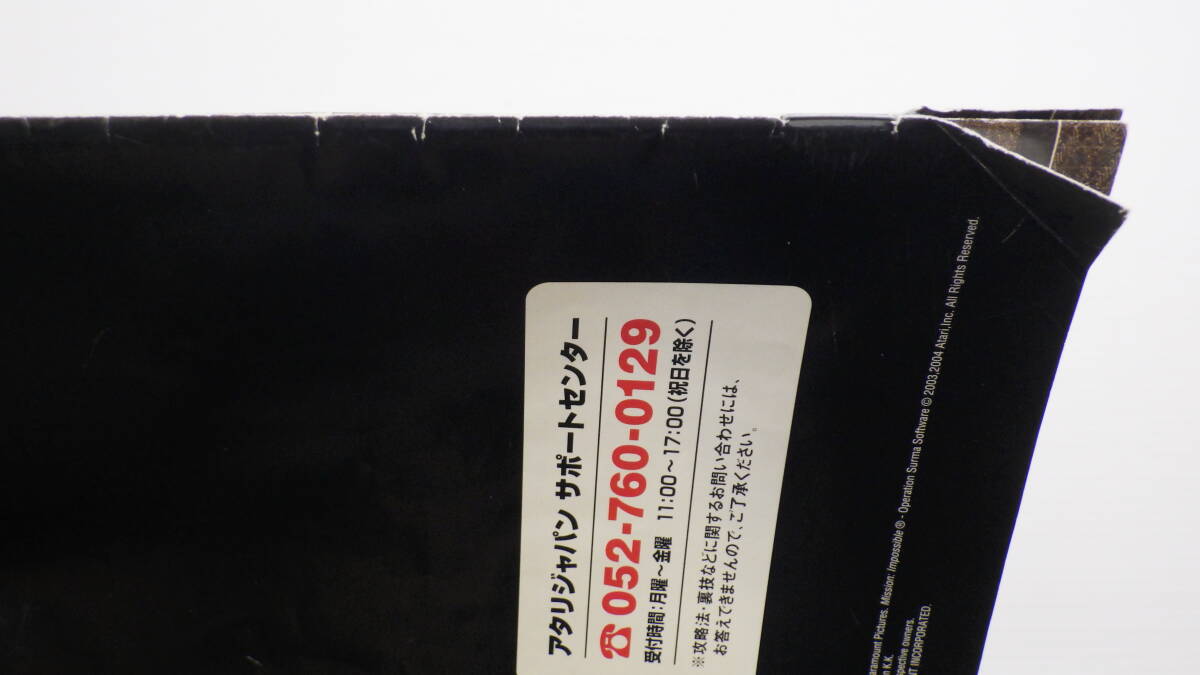 アタリジャパン サポートセンター
☎052-760-0129
受付時間:月曜~金曜 11:00~17:00(祝日を除く)
※攻略法・裏技などに関するお問い合わせには、
お答えできませんので、ご了承ください。
Paramount Pictures. Mission: Impossible ® - Operation Surma Software © 2003,2004 Atari,Inc. All Rights Reserved.
K.K.
respective owners.
INCORPORATED.